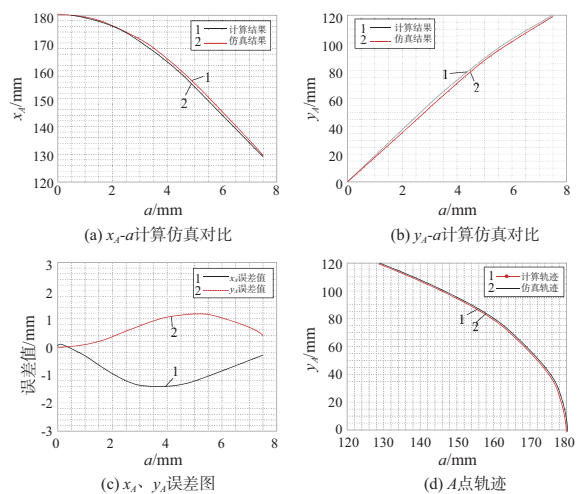 180
170
160
150
140
130
120
x_A/mm
1 计算结果
2 仿真结果
1
2
0 2 4 6 8
a/mm
(a) x_A-a计算仿真对比
120
100
80
60
40
20
0
y_A/mm
1 计算结果
2 仿真结果
1
2
0 2 4 6 8
a/mm
(b) y_A-a计算仿真对比
3
2
1
0
-1
-2
-3
误差值/mm
1 x_A误差值
2 y_A误差值
2
1
0 2 4 6 8
a/mm
(c) x_A、y_A误差图
120
100
80
60
40
20
0
y_A/mm
1 计算轨迹
2 仿真轨迹
1
2
120 130 140 150 160 170 180
a/mm
(d) A点轨迹